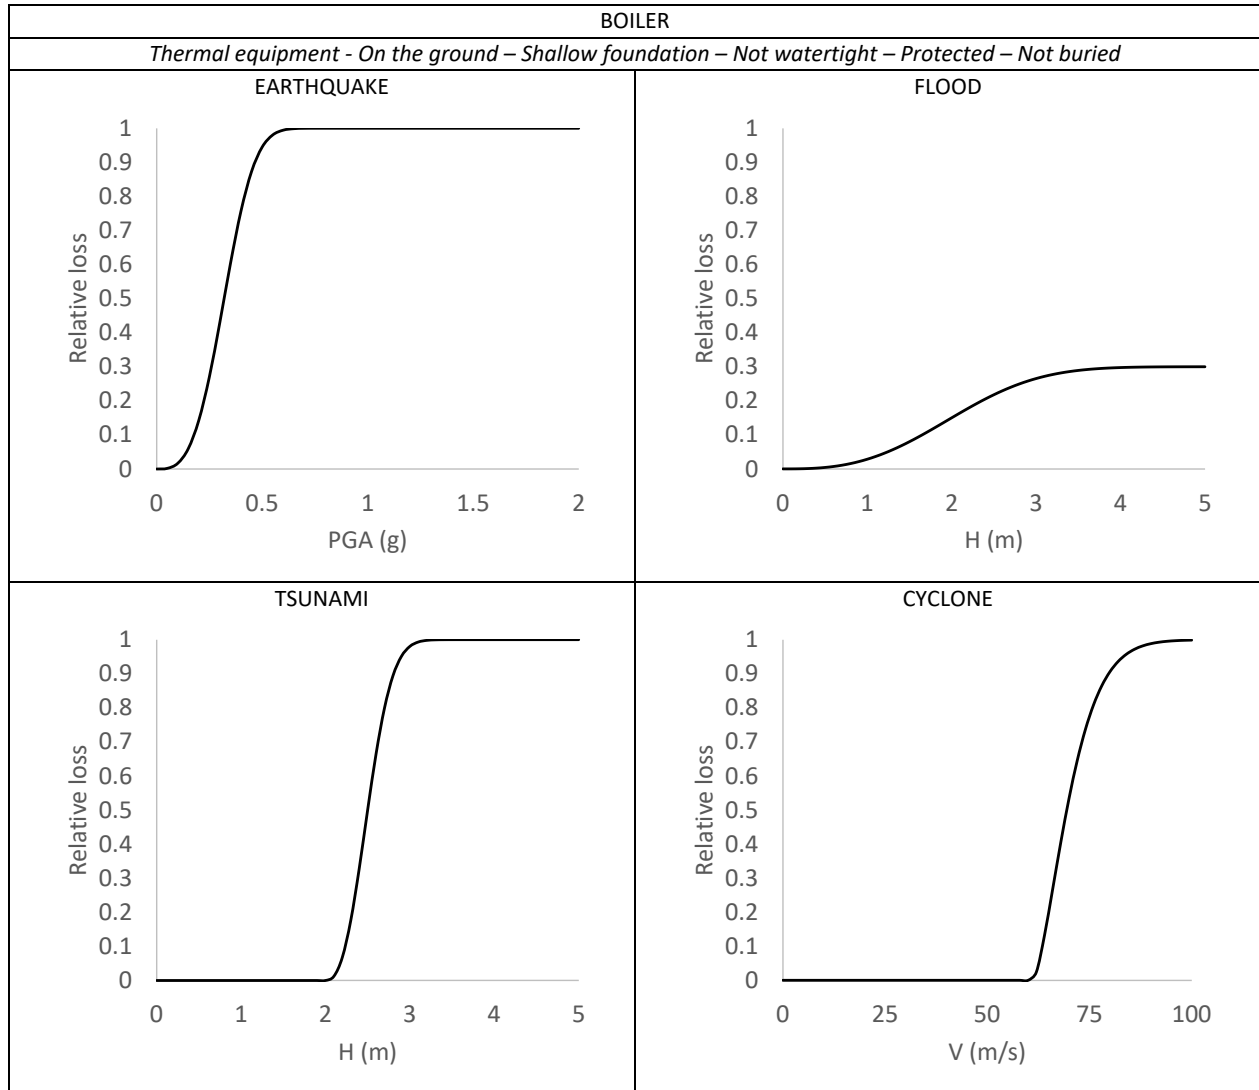 BOILER
Thermal equipment - On the ground – Shallow foundation – Not watertight – Protected – Not buried
EARTHQUAKE
1
0.9
0.8
0.7
0.6
0.5
0.4
0.3
0.2
0.1
0
Relative loss
0 0.5 1 1.5 2
PGA (g)
FLOOD
1
0.9
0.8
0.7
0.6
0.5
0.4
0.3
0.2
0.1
0
Relative loss
0 1 2 3 4 5
H (m)
TSUNAMI
1
0.9
0.8
0.7
0.6
0.5
0.4
0.3
0.2
0.1
0
Relative loss
0 1 2 3 4 5
H (m)
CYCLONE
1
0.9
0.8
0.7
0.6
0.5
0.4
0.3
0.2
0.1
0
Relative loss
0 25 50 75 100
V (m/s)